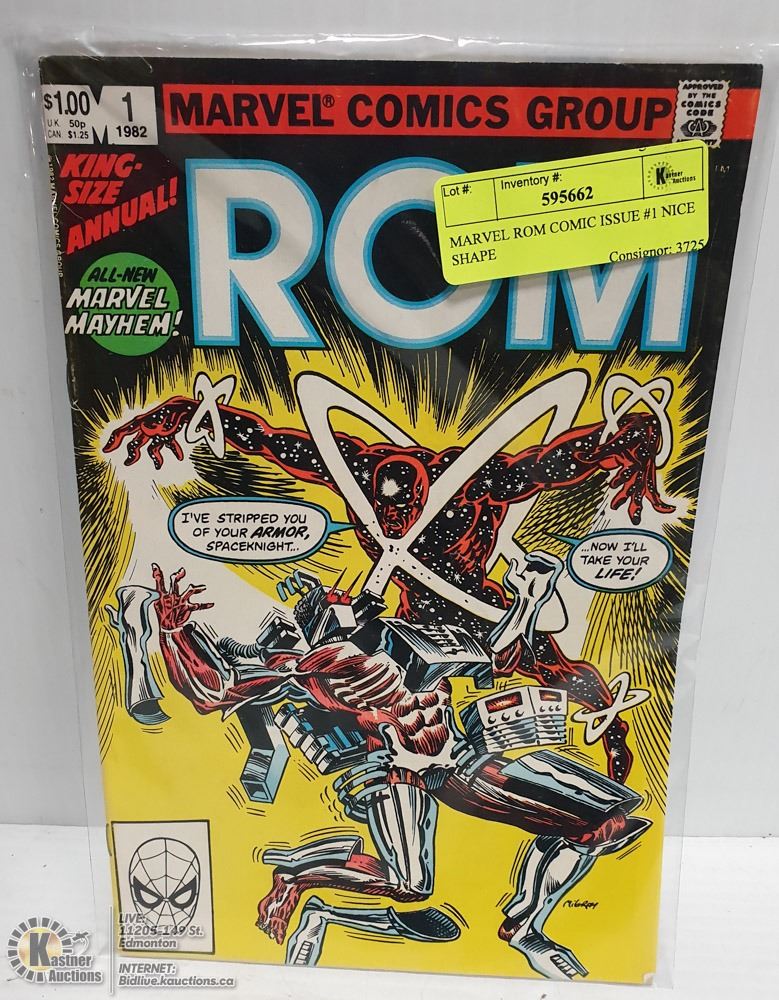 $1.00
U.K. 50p
CAN. $1.25
1
1982
MARVEL® COMICS GROUP
APPROVED
BY THE
COMICS
CODE
KING-
SIZE
ANNUAL!
ROM
Lot #:
Inventory #:
595662
Kastner
Auctions
MARVEL ROM COMIC ISSUE #1 NICE
SHAPE
Consignor: 3725
ALL-NEW
MARVEL
MAYHEM!
I'VE STRIPPED YOU
OF YOUR ARMOR,
SPACEKNIGHT...
...NOW I'LL
TAKE YOUR
LIFE!
LIVE:
11205-149 St.
Edmonton
INTERNET:
Bidlive.kauctions.ca
Kastner
Auctions